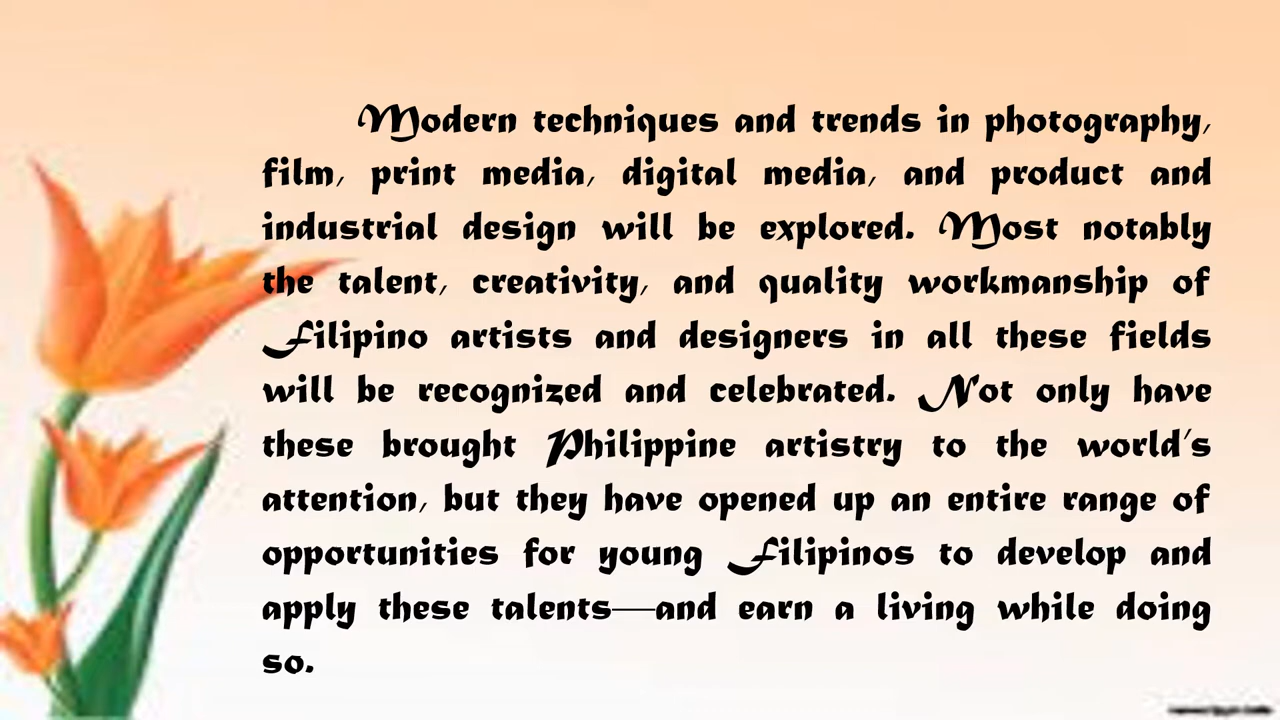 Modern techniques and trends in photography,
film, print media, digital media, and product and
industrial design will be explored. Most notably
the talent, creativity, and quality workmanship of
Filipino artists and designers in all these fields
will be recognized and celebrated. Not only have
these brought Philippine artistry to the world's
attention, but they have opened up an entire range of
opportunities for young Filipinos to develop and
apply these talents—and earn a living while doing
so.